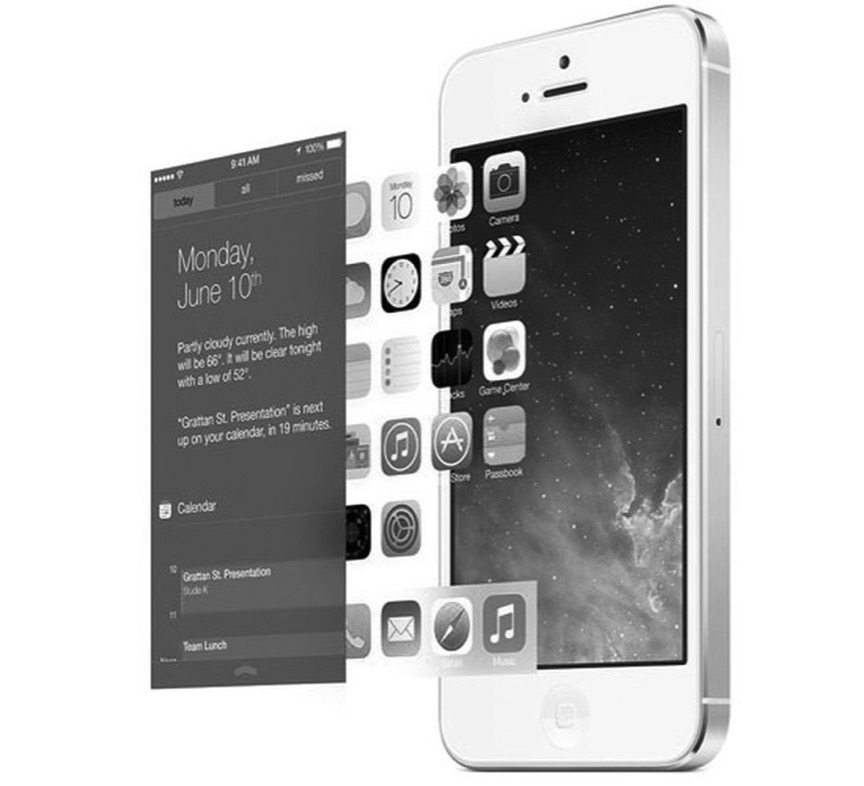 9:41 AM
100%
today
all
missed
Monday,
June 10th
Partly cloudy currently. The high
will be 66°. It will be clear tonight
with a low of 52°.
"Grattan St. Presentation" is next
up on your calendar, in 19 minutes.
Calendar
10
Grattan St. Presentation
Studio K
11
Team Lunch
Monday
10
Camera
Videos
Game Center
Store
Passbook
Safari
Music